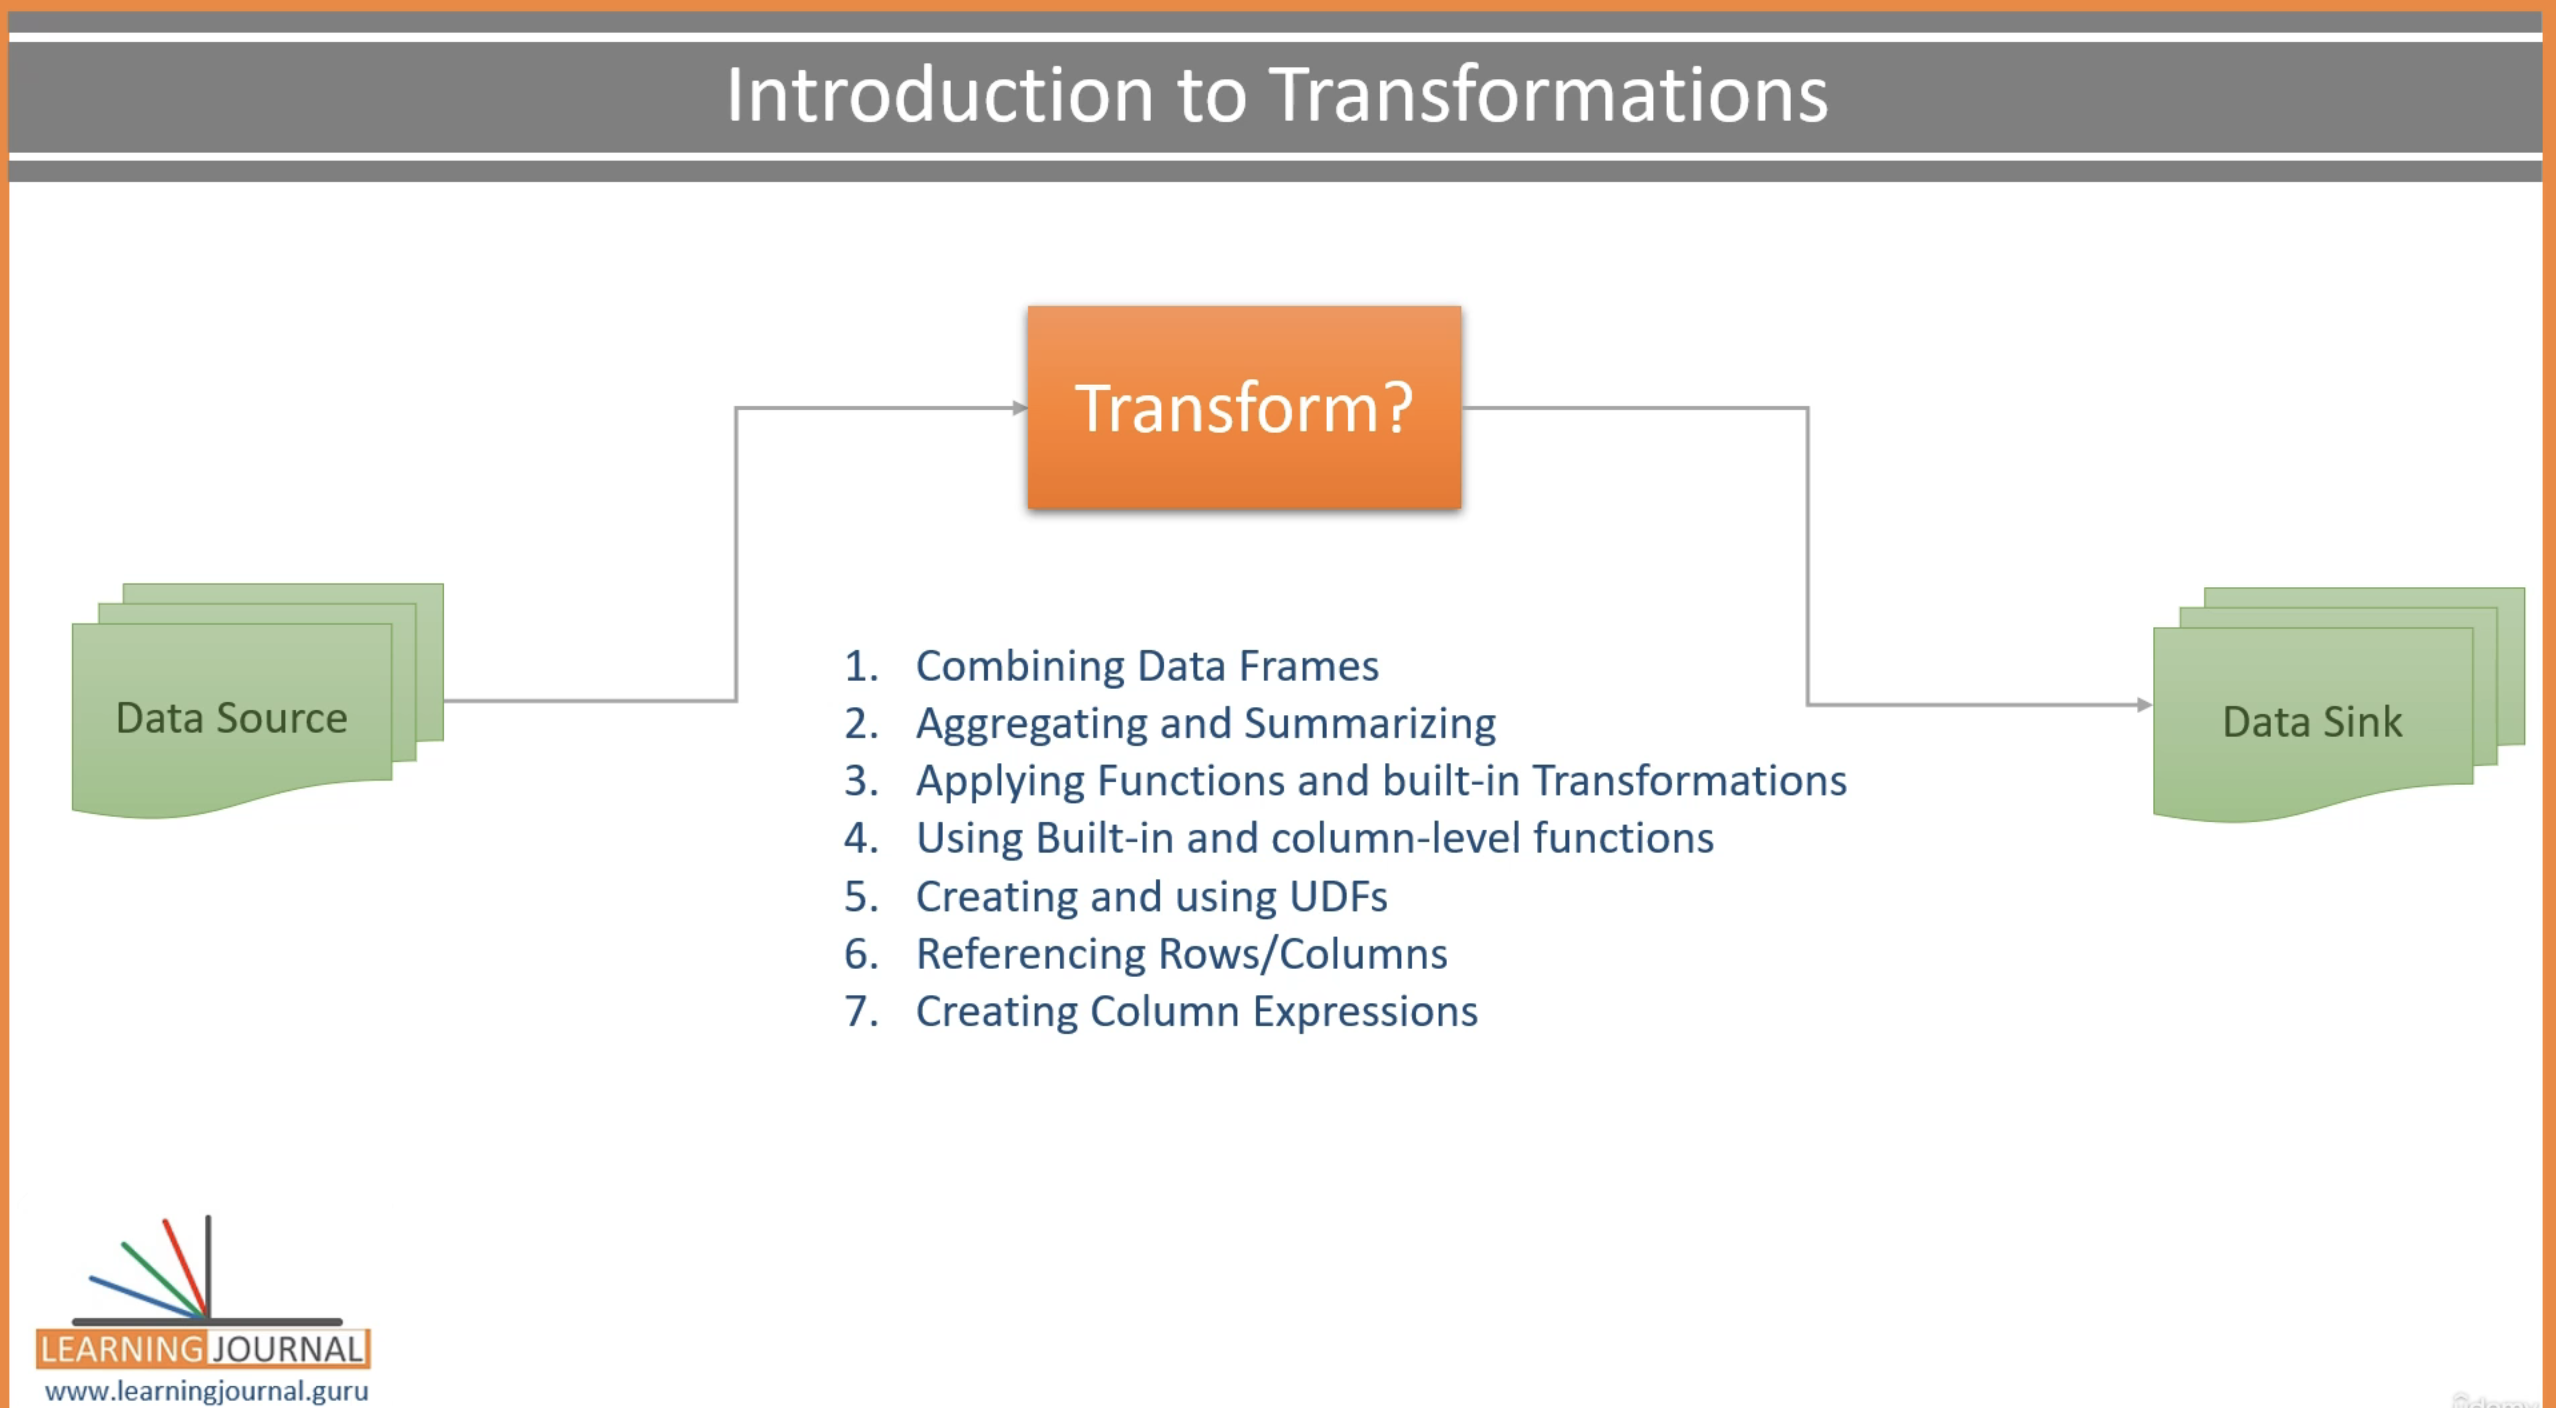 Introduction to Transformations
Transform?
Data Source
Data Sink
1. Combining Data Frames
2. Aggregating and Summarizing
3. Applying Functions and built-in Transformations
4. Using Built-in and column-level functions
5. Creating and using UDFs
6. Referencing Rows/Columns
7. Creating Column Expressions
LEARNING JOURNAL
www.learningjournal.guru